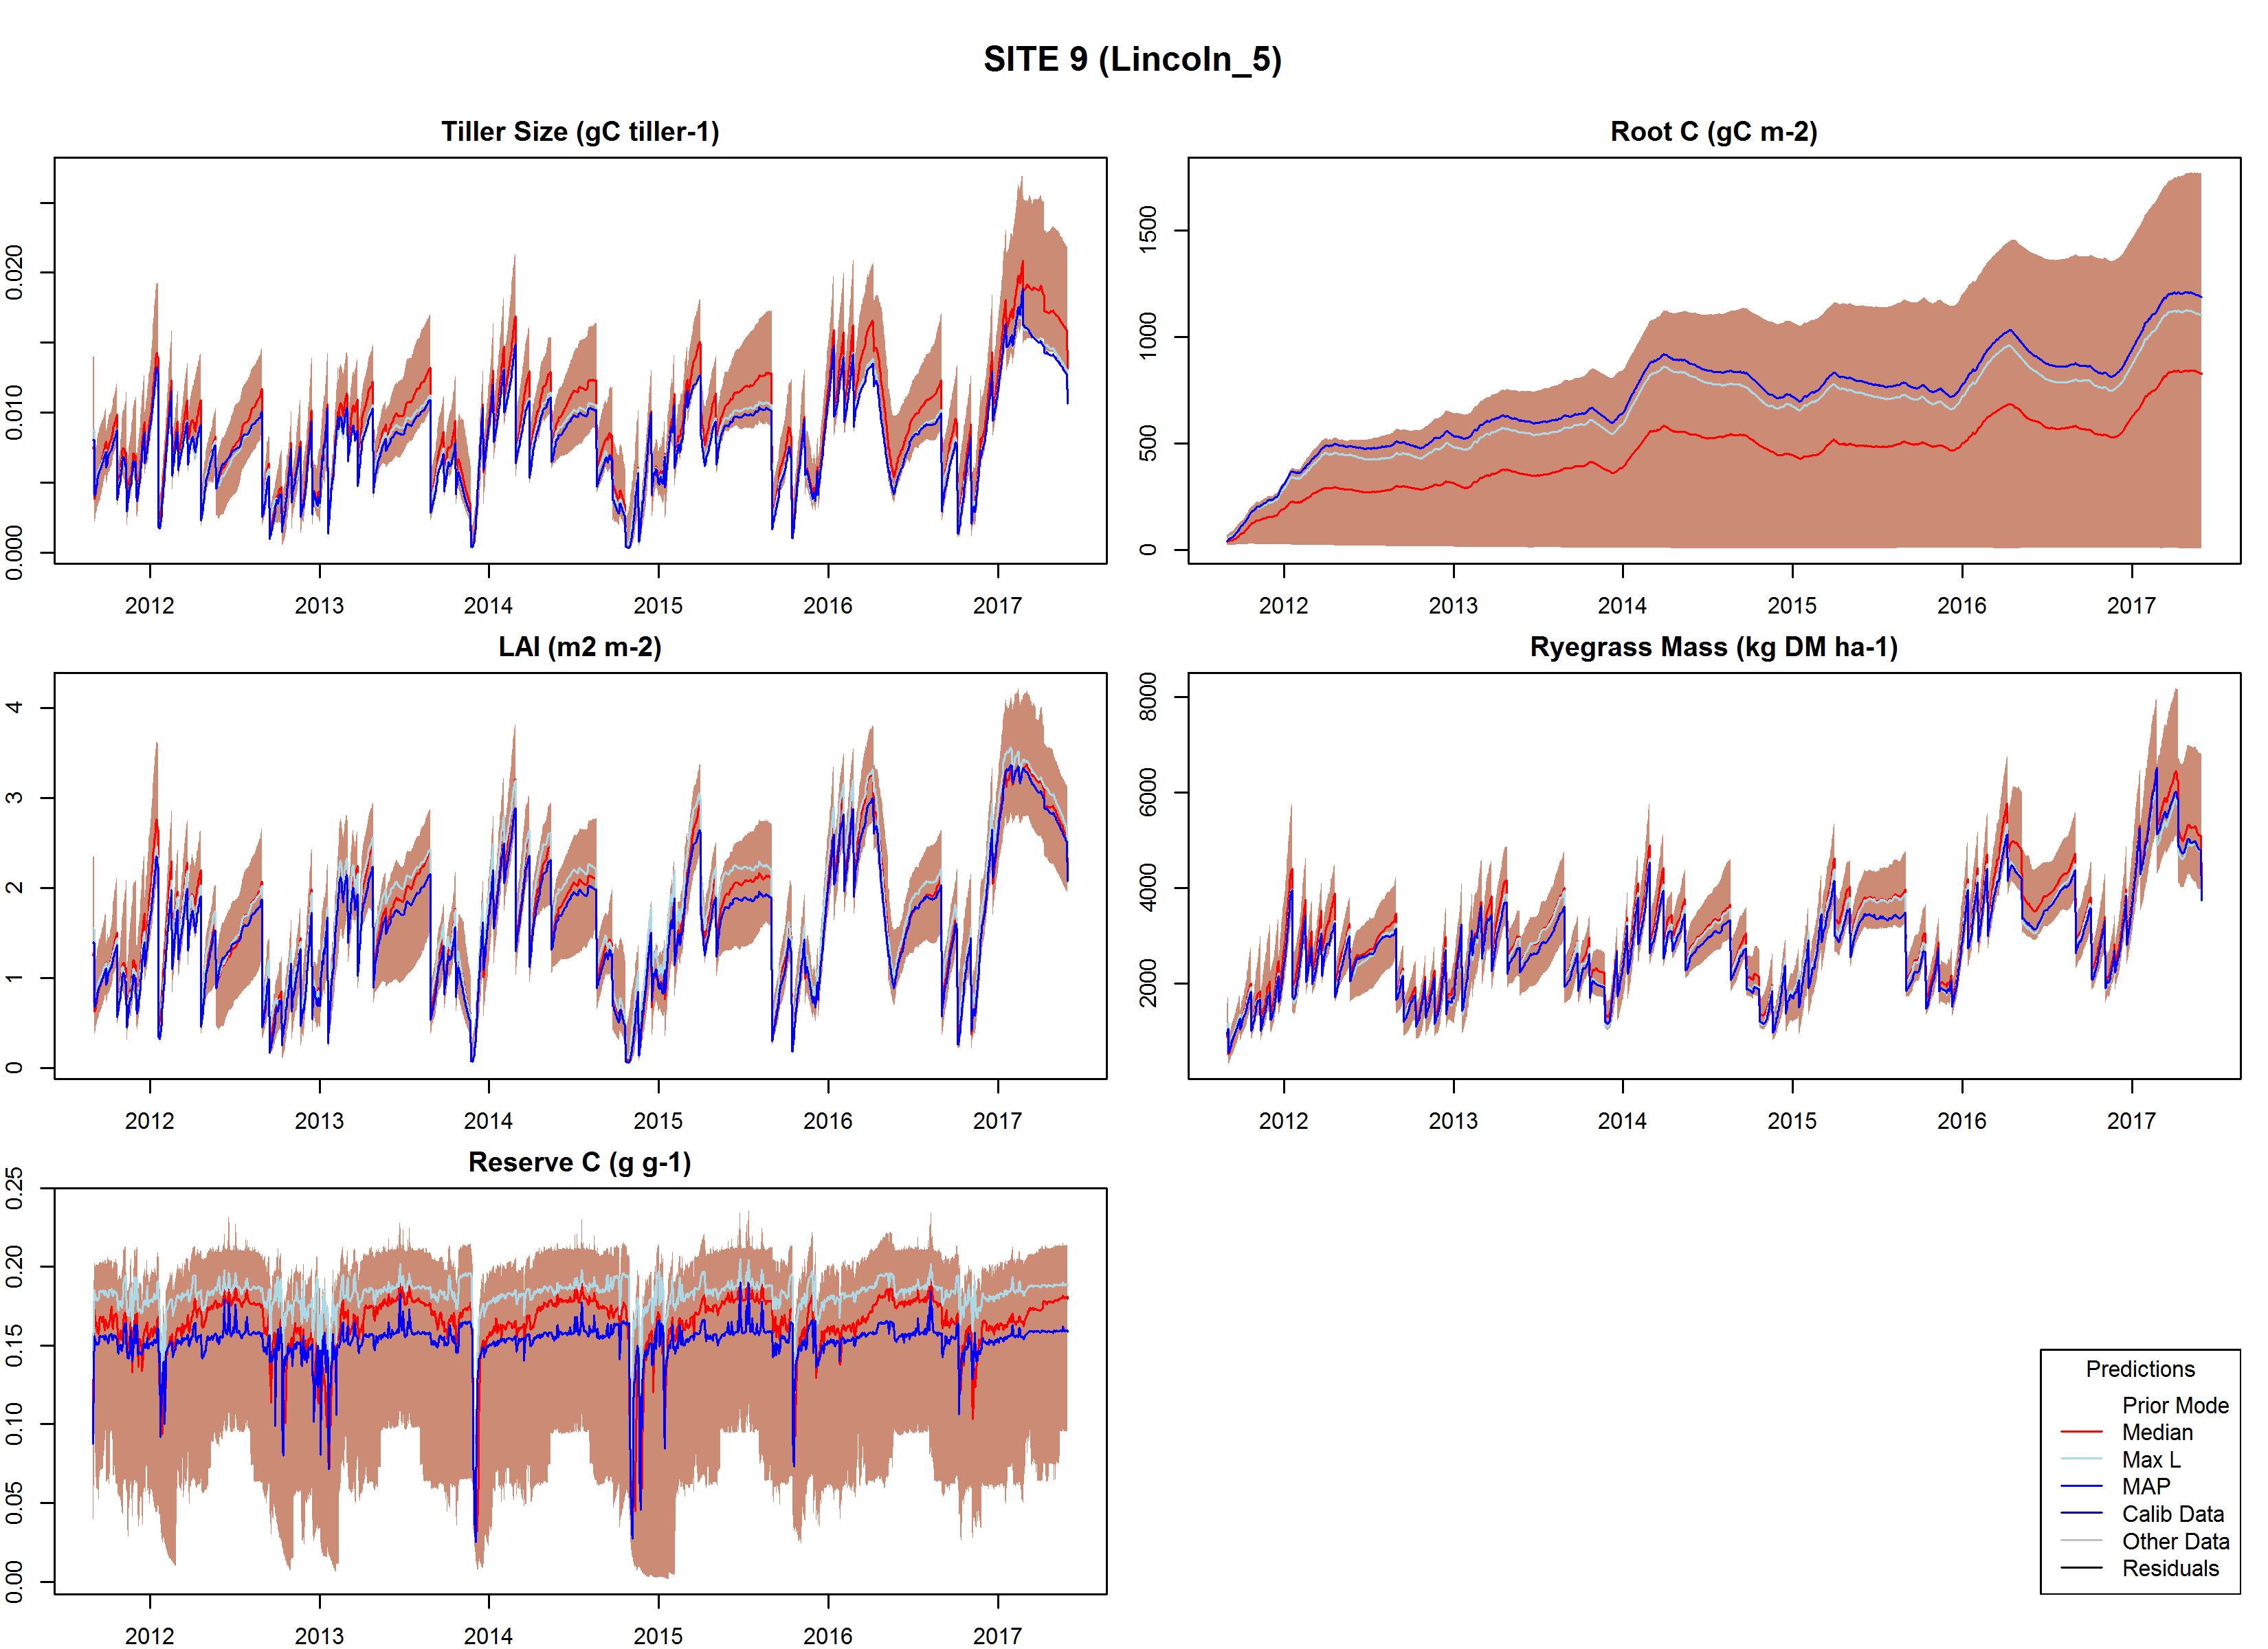 SITE 9 (Lincoln_5)
Tiller Size (gC tiller-1)
0.000 0.010 0.020
2012 2013 2014 2015 2016 2017
Root C (gC m-2)
0 500 1000 1500
2012 2013 2014 2015 2016 2017
LAI (m2 m-2)
0 1 2 3 4
2012 2013 2014 2015 2016 2017
Ryegrass Mass (kg DM ha-1)
2000 4000 6000 8000
2012 2013 2014 2015 2016 2017
Reserve C (g g-1)
0.00 0.05 0.10 0.15 0.20 0.25
2012 2013 2014 2015 2016 2017
Predictions
Prior Mode
Median
Max L
MAP
Calib Data
Other Data
Residuals